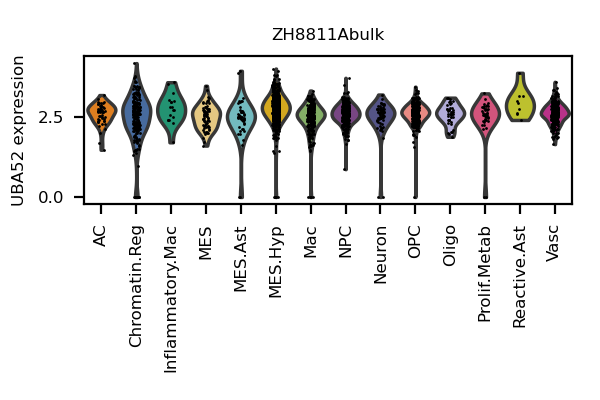 ZH8811Abulk
UBA52 expression
2.5
0.0
AC
Chromatin.Reg
Inflammatory.Mac
MES
MES.Ast
MES.Hyp
Mac
NPC
Neuron
OPC
Oligo
Prolif.Metab
Reactive.Ast
Vasc